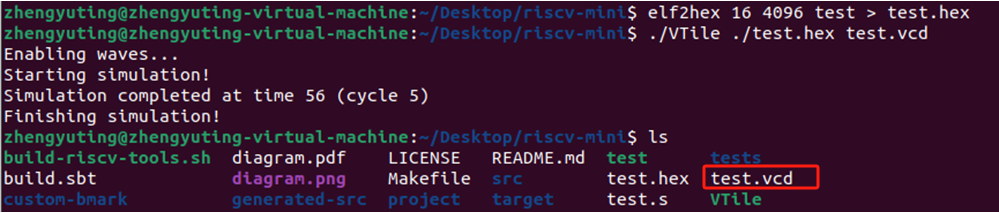 zhengyuting@zhengyuting-virtual-machine:~/Desktop/riscv-mini$ elf2hex 16 4096 test > test.hex
zhengyuting@zhengyuting-virtual-machine:~/Desktop/riscv-mini$ ./VTile ./test.hex test.vcd
Enabling waves...
Starting simulation!
Simulation completed at time 56 (cycle 5)
Finishing simulation!
zhengyuting@zhengyuting-virtual-machine:~/Desktop/riscv-mini$ ls
build-riscv-tools.sh diagram.pdf LICENSE README.md test tests
build.sbt diagram.png Makefile src test.hex test.vcd
custom-bmark generated-src project target test.s VTile